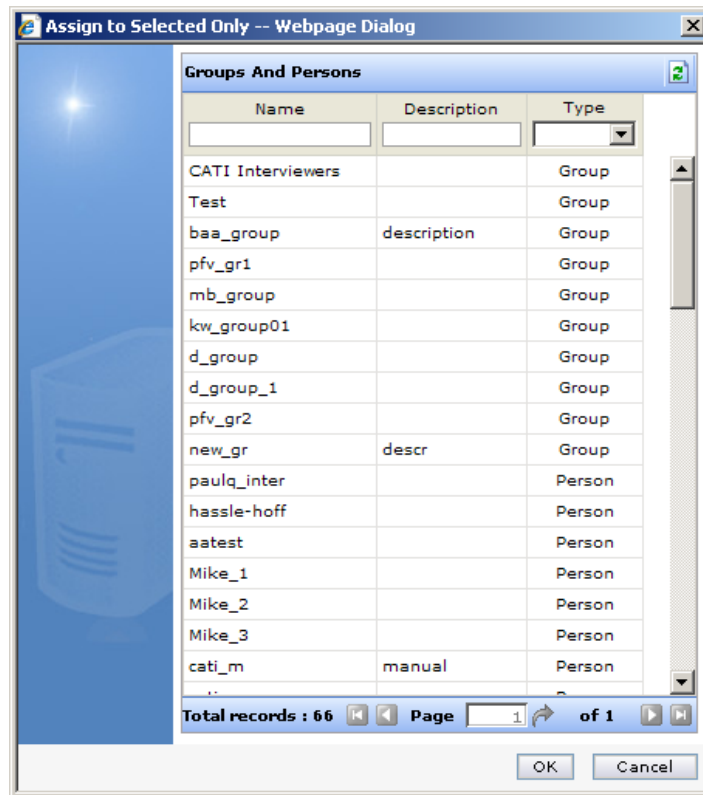 Assign to Selected Only -- Webpage Dialog
Groups And Persons
Name Description Type
CATI Interviewers Group
Test Group
baa_group description Group
pfv_gr1 Group
mb_group Group
kw_group01 Group
d_group Group
d_group_1 Group
pfv_gr2 Group
new_gr descr Group
paulq_inter Person
hassle-hoff Person
aatest Person
Mike_1 Person
Mike_2 Person
Mike_3 Person
cati_m manual Person
Total records : 66 Page 1 of 1
OK Cancel